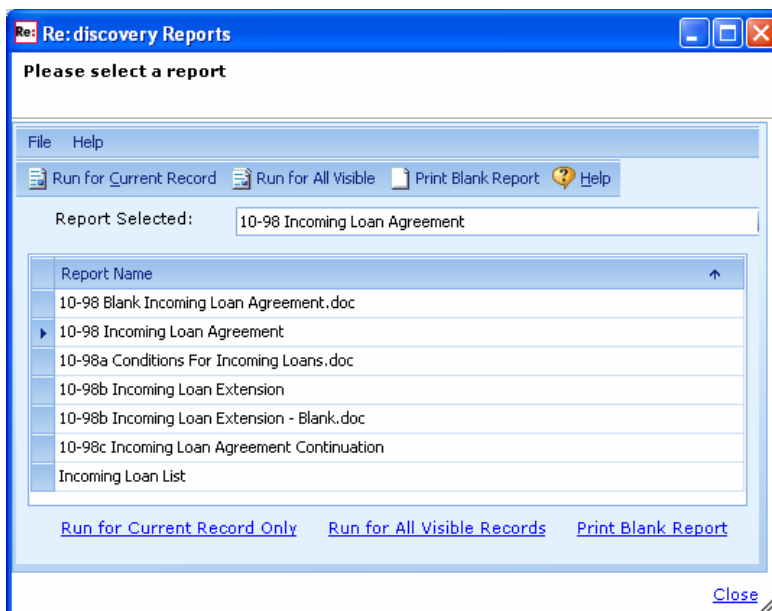 Re: Re:discovery Reports
Please select a report
File Help
Run for Current Record Run for All Visible Print Blank Report Help
Report Selected: 10-98 Incoming Loan Agreement
Report Name
10-98 Blank Incoming Loan Agreement.doc
10-98 Incoming Loan Agreement
10-98a Conditions For Incoming Loans.doc
10-98b Incoming Loan Extension
10-98b Incoming Loan Extension - Blank.doc
10-98c Incoming Loan Agreement Continuation
Incoming Loan List
Run for Current Record Only Run for All Visible Records Print Blank Report
Close